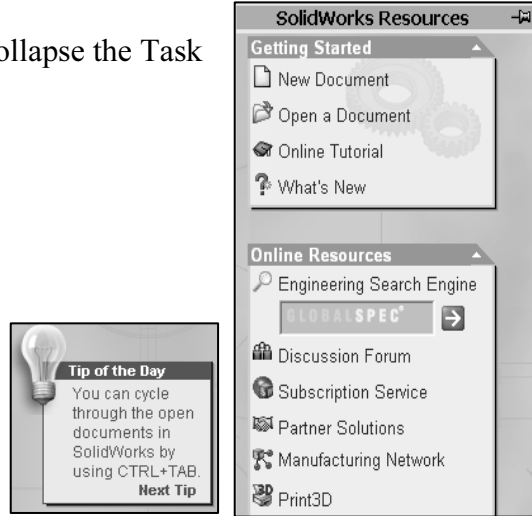 ollapse the Task
SolidWorks Resources
Getting Started
New Document
Open a Document
Online Tutorial
What's New
Online Resources
Engineering Search Engine
GLOBALSPEC®
Discussion Forum
Subscription Service
Partner Solutions
Manufacturing Network
3D
Print3D
Tip of the Day
You can cycle
through the open
documents in
SolidWorks by
using CTRL+TAB.
Next Tip